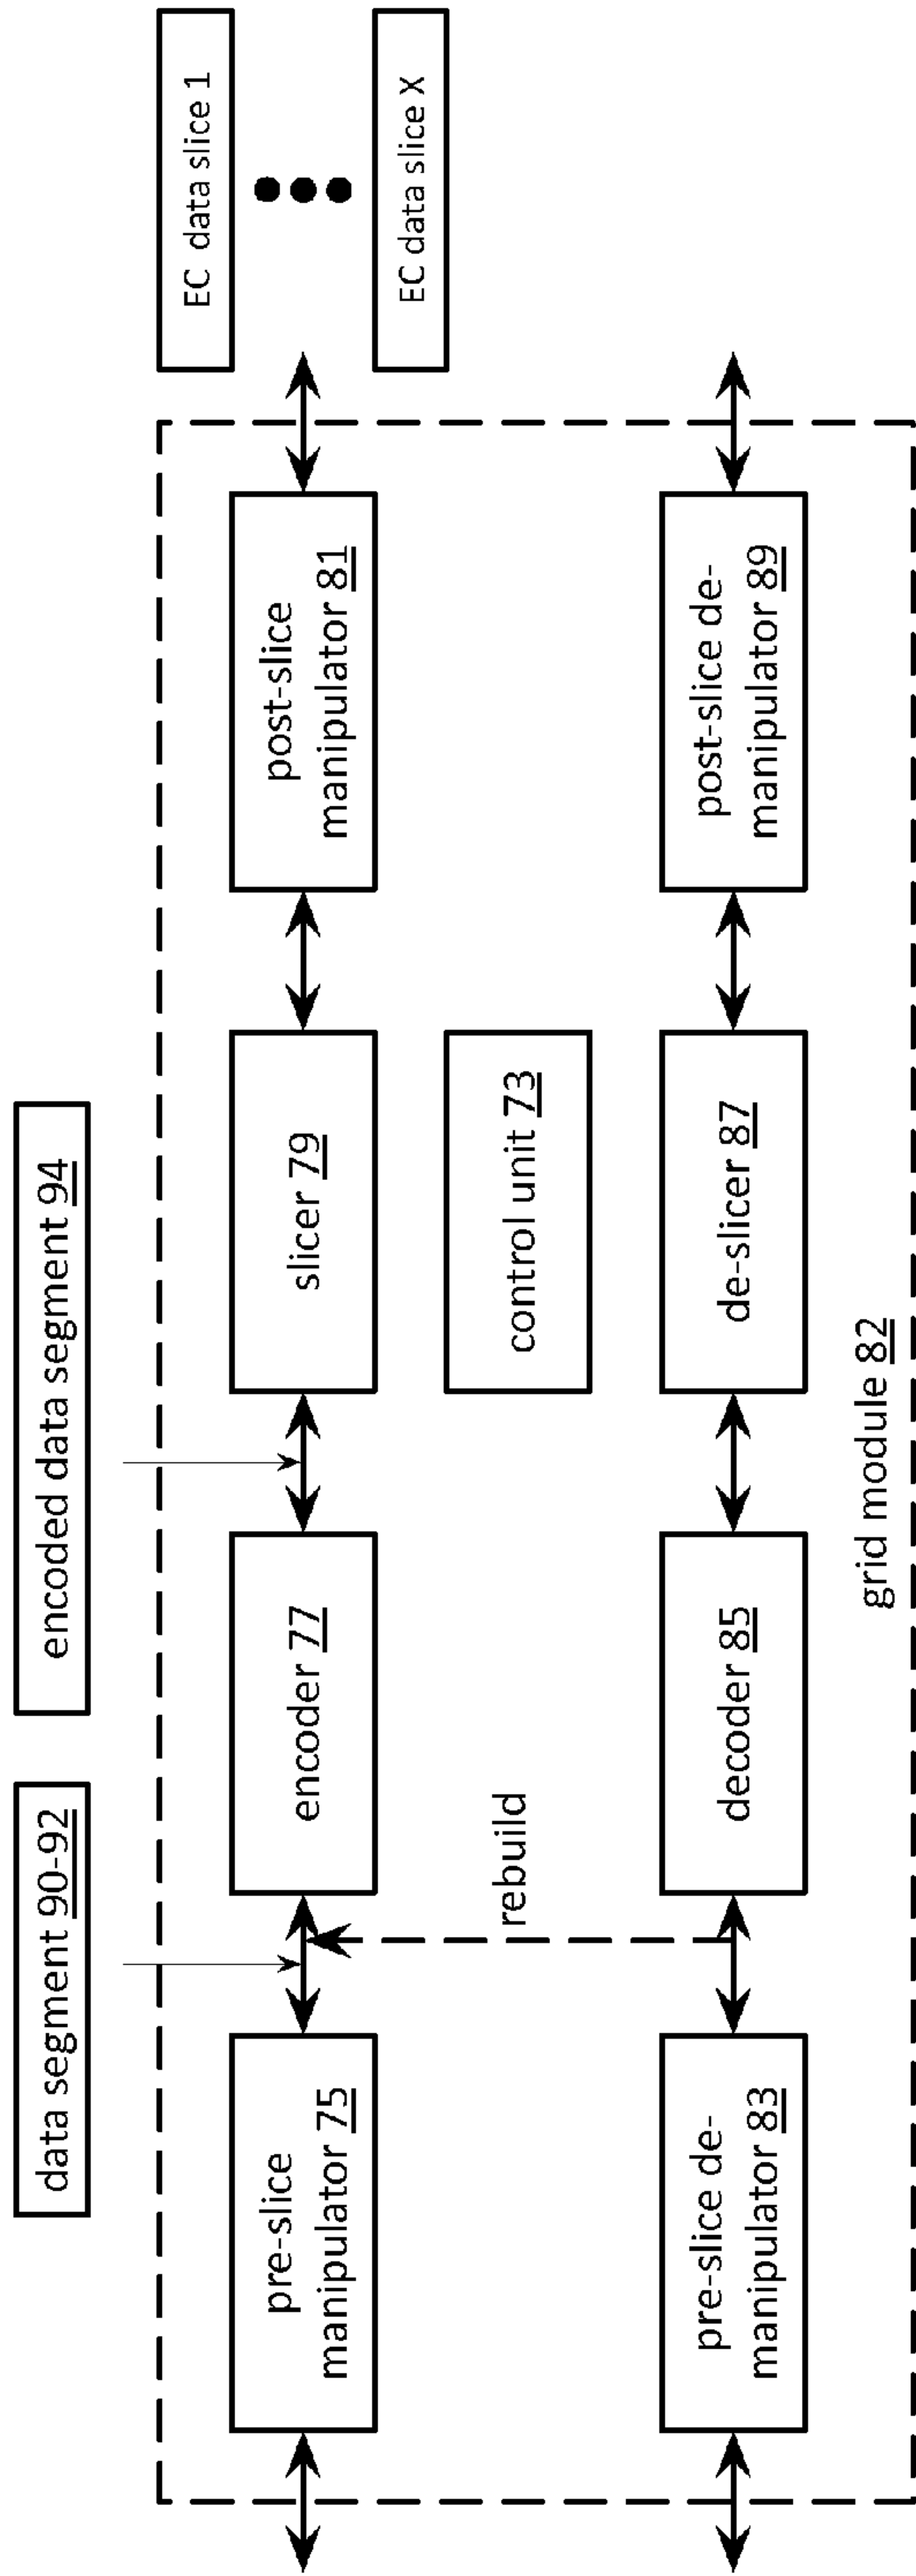 data segment 90-92
encoded data segment 94
EC data slice 1
EC data slice X
pre-slice
manipulator 75
encoder 77
slicer 79
post-slice
manipulator 81
rebuild
control unit 73
pre-slice de-
manipulator 83
decoder 85
de-slicer 87
post-slice de-
manipulator 89
grid module 82